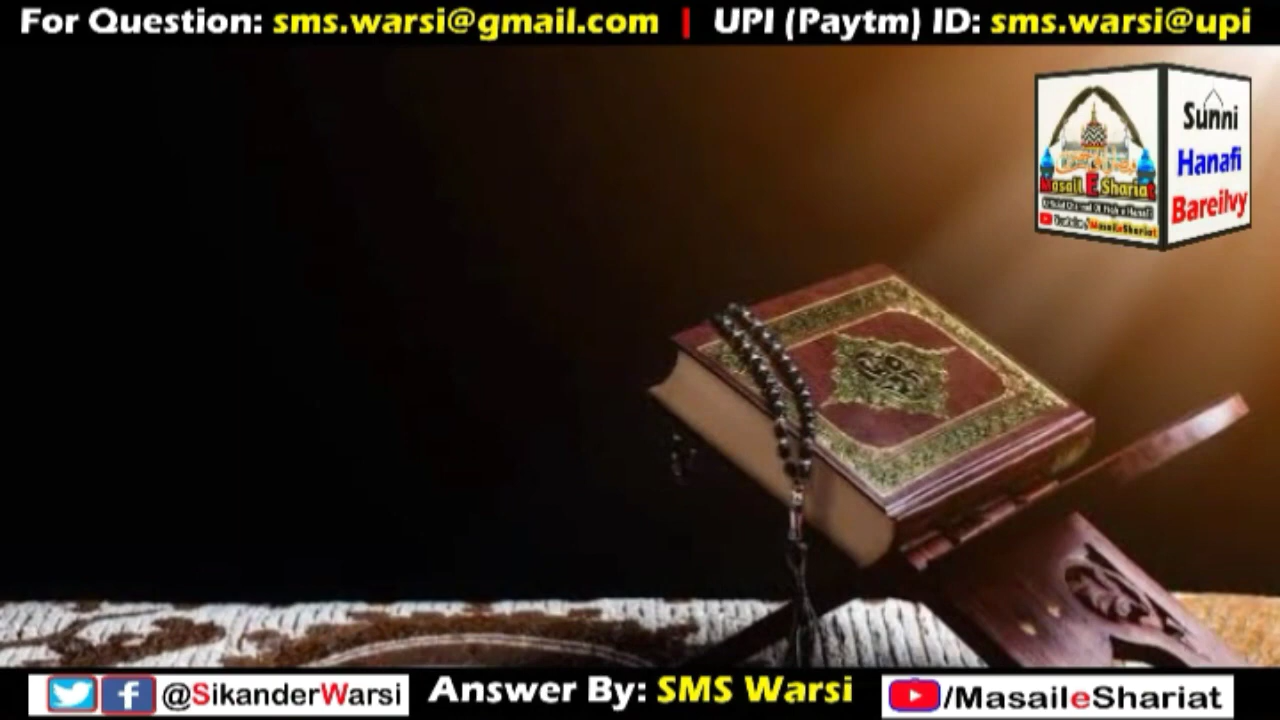 For Question: sms.warsi@gmail.com | UPI (Paytm) ID: sms.warsi@upi
Sunni
Hanafi
Bareilvy
Masail E Shariat
@SikanderWarsi
Answer By: SMS Warsi
/MasaileShariat